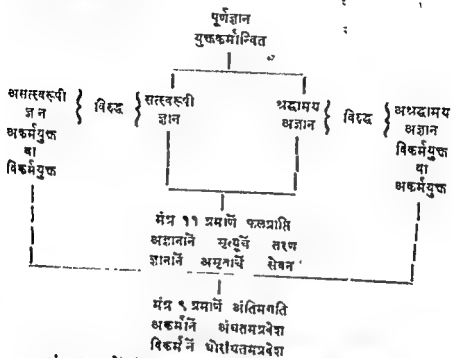 पूर्णज्ञान
युक्तकर्मान्वित
असत्स्वरूपी
ज्ञ न
अकर्मयुक्त
वा
विकर्मयुक्त
विरुद्ध
सत्स्वरूपी
ज्ञान
श्रद्धामय
अज्ञान
विरुद्ध
अश्रद्धामय
अज्ञान
विकर्मयुक्त
वा
अकर्मयुक्त
मंत्र ११ प्रमाणें फलप्राप्ति
अज्ञानानें मृत्यूचें तरण
ज्ञानानें अमृताचें सेवन
मंत्र ९ प्रमाणें अंतिमगति
अकर्मानें अंधतमप्रवेश
विकर्मानें घोरांधतमप्रवेश